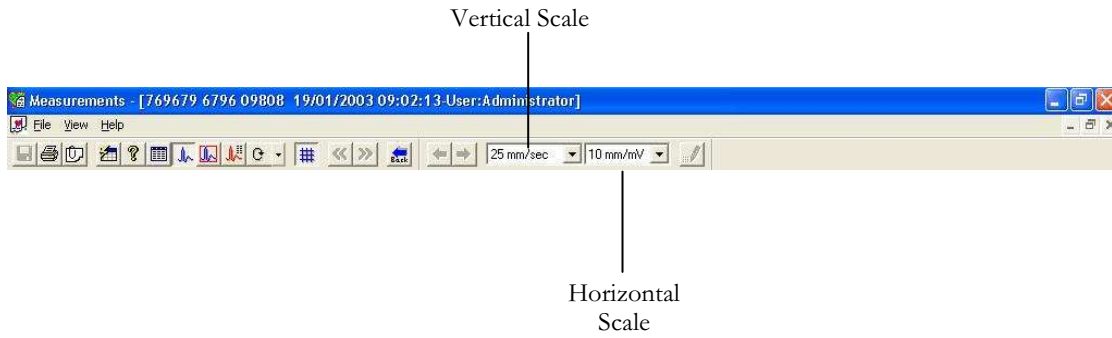 Vertical Scale
Measurements - [769679 6796 09808 19/01/2003 09:02:13-User:Administrator]
File View Help
Back 25 mm/sec 10 mm/mV
Horizontal
Scale